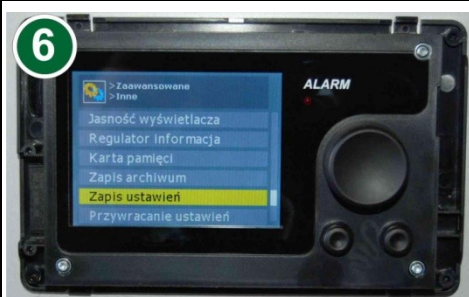 6
>Zaawansowane
>Inne
ALARM
Jasność wyświetlacza
Regulator informacja
Karta pamięci
Zapis archiwum
Zapis ustawień
Przywracanie ustawień